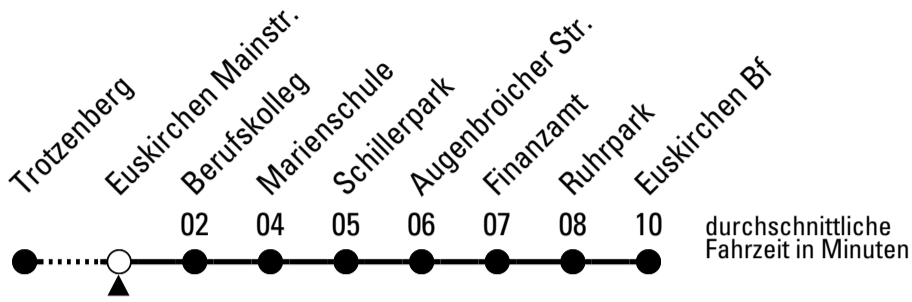 Trotzenberg
Euskirchen Mainstr.
Berufskolleg
Marienschule
Schillerpark
Augenbroicher Str.
Finanzamt
Ruhrpark
Euskirchen Bf
02 04 05 06 07 08 10
durchschnittliche
Fahrzeit in Minuten